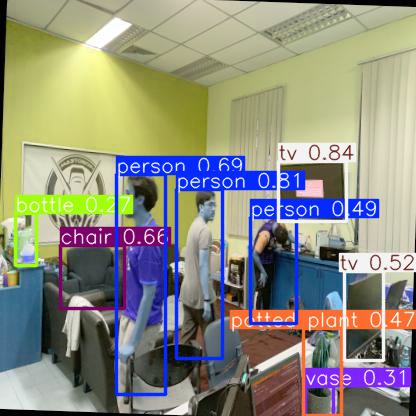 person 0.69
tv 0.84
person 0.81
bottle 0.27
person 0.49
chair 0.66
tv 0.52
potted plant 0.47
vase 0.31